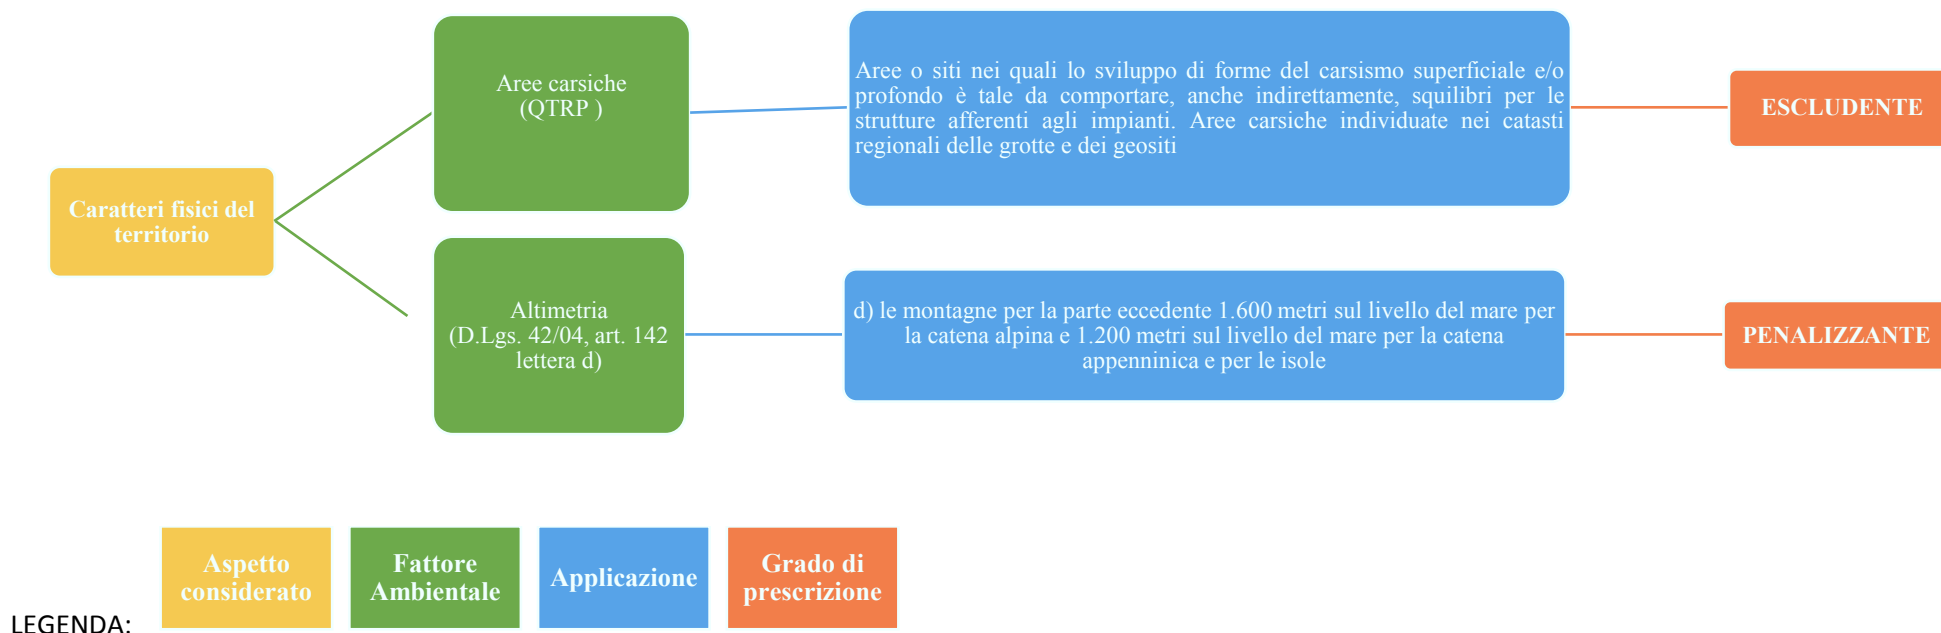 Caratteri fisici del
territorio
Aree carsiche
(QTRP )
Aree o siti nei quali lo sviluppo di forme del carsismo superficiale e/o
profondo è tale da comportare, anche indirettamente, squilibri per le
strutture afferenti agli impianti. Aree carsiche individuate nei catasti
regionali delle grotte e dei geositi
ESCLUDENTE
Altimetria
(D.Lgs. 42/04, art. 142
lettera d)
d) le montagne per la parte eccedente 1.600 metri sul livello del mare per
la catena alpina e 1.200 metri sul livello del mare per la catena
appenninica e per le isole
PENALIZZANTE
LEGENDA:
Aspetto
considerato
Fattore
Ambientale
Applicazione
Grado di
prescrizione